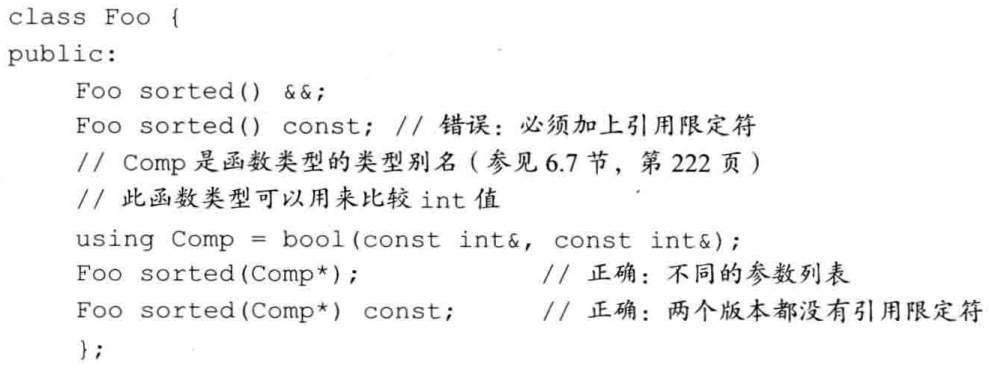 class Foo {
public:
Foo sorted() &&;
Foo sorted() const; // 错误：必须加上引用限定符
// Comp 是函数类型的类型别名（参见 6.7 节，第 222 页）
// 此函数类型可以用来比较 int 值
using Comp = bool(const int&, const int&);
Foo sorted(Comp*); // 正确：不同的参数列表
Foo sorted(Comp*) const; // 正确：两个版本都没有引用限定符
};